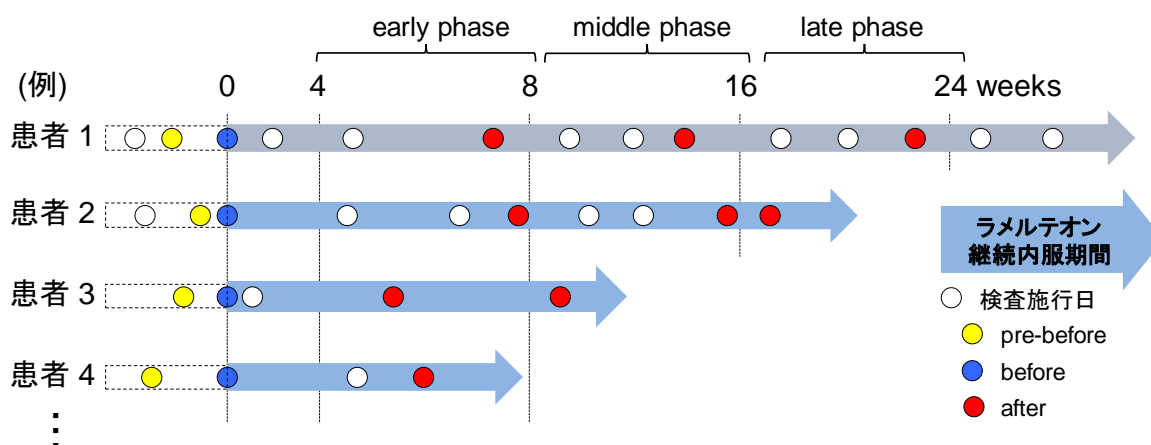 early phase middle phase late phase
(例) 0 4 8 16 24 weeks
患者 1
患者 2
ラメルテオン
継続内服期間
患者 3
検査施行日
pre-before
before
患者 4
after
⋮